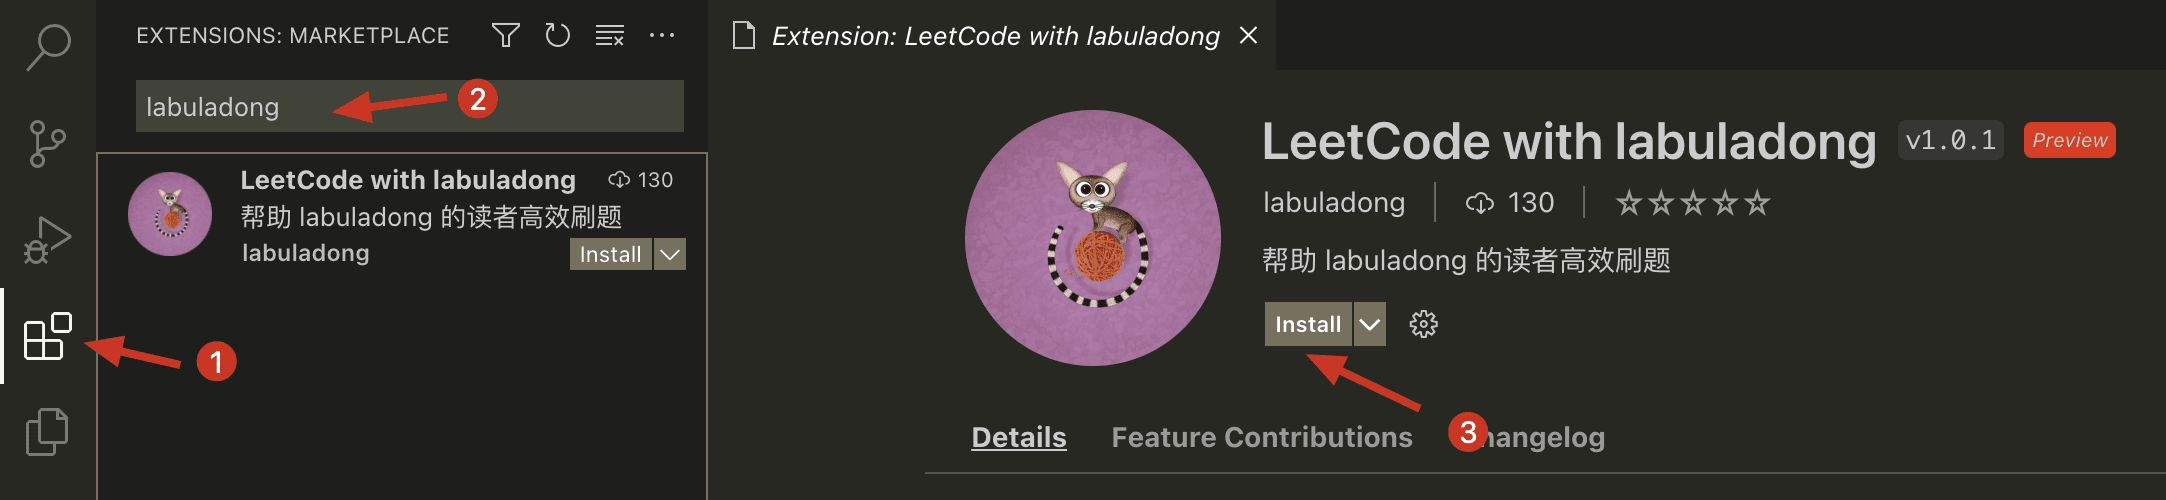 EXTENSIONS: MARKETPLACE
labuladong
2
LeetCode with labuladong 130
帮助 labuladong 的读者高效刷题
labuladong Install
1
Extension: LeetCode with labuladong
LeetCode with labuladong v1.0.1 Preview
labuladong 130
帮助 labuladong 的读者高效刷题
Install
Details Feature Contributions 3 hangelog